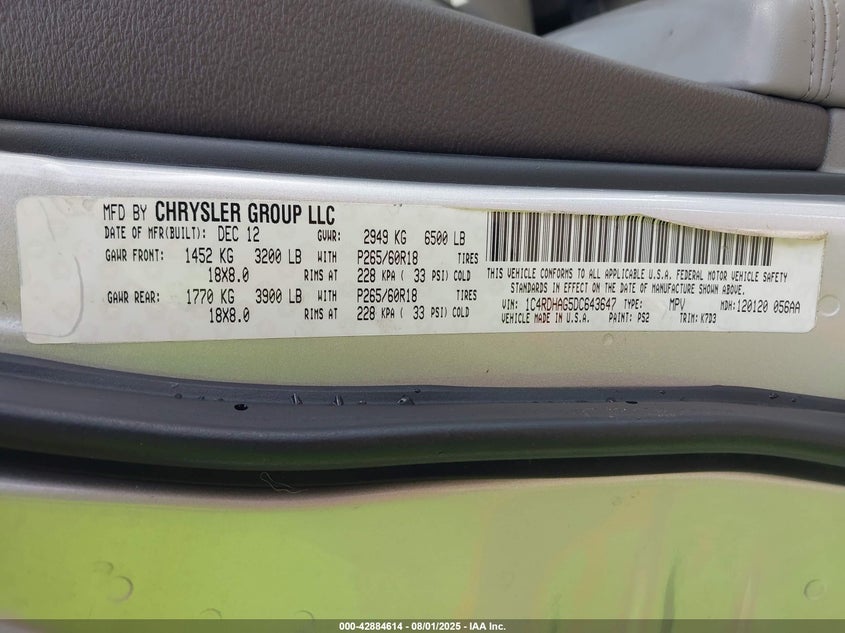 MFD BY CHRYSLER GROUP LLC
DATE OF MFR(BUILT): DEC 12 GVWR: 2949 KG 6500 LB
GAWR FRONT: 1452 KG 3200 LB WITH P265/60R18 TIRES
18X8.0 RIMS AT 228 KPA ( 33 PSI) COLD
GAWR REAR: 1770 KG 3900 LB WITH P265/60R18 TIRES
18X8.0 RIMS AT 228 KPA ( 33 PSI) COLD
THIS VEHICLE CONFORMS TO ALL APPLICABLE U.S.A. FEDERAL MOTOR VEHICLE SAFETY
STANDARDS IN EFFECT ON THE DATE OF MANUFACTURE SHOWN ABOVE.
VIN: 1C4RDHAG5DC643647 TYPE: MPV MDH:120120 056AA
VEHICLE MADE IN U.S.A. PAINT: PS2 TRIM: K7D3
000-42884614 - 08/01/2025 - IAA Inc.